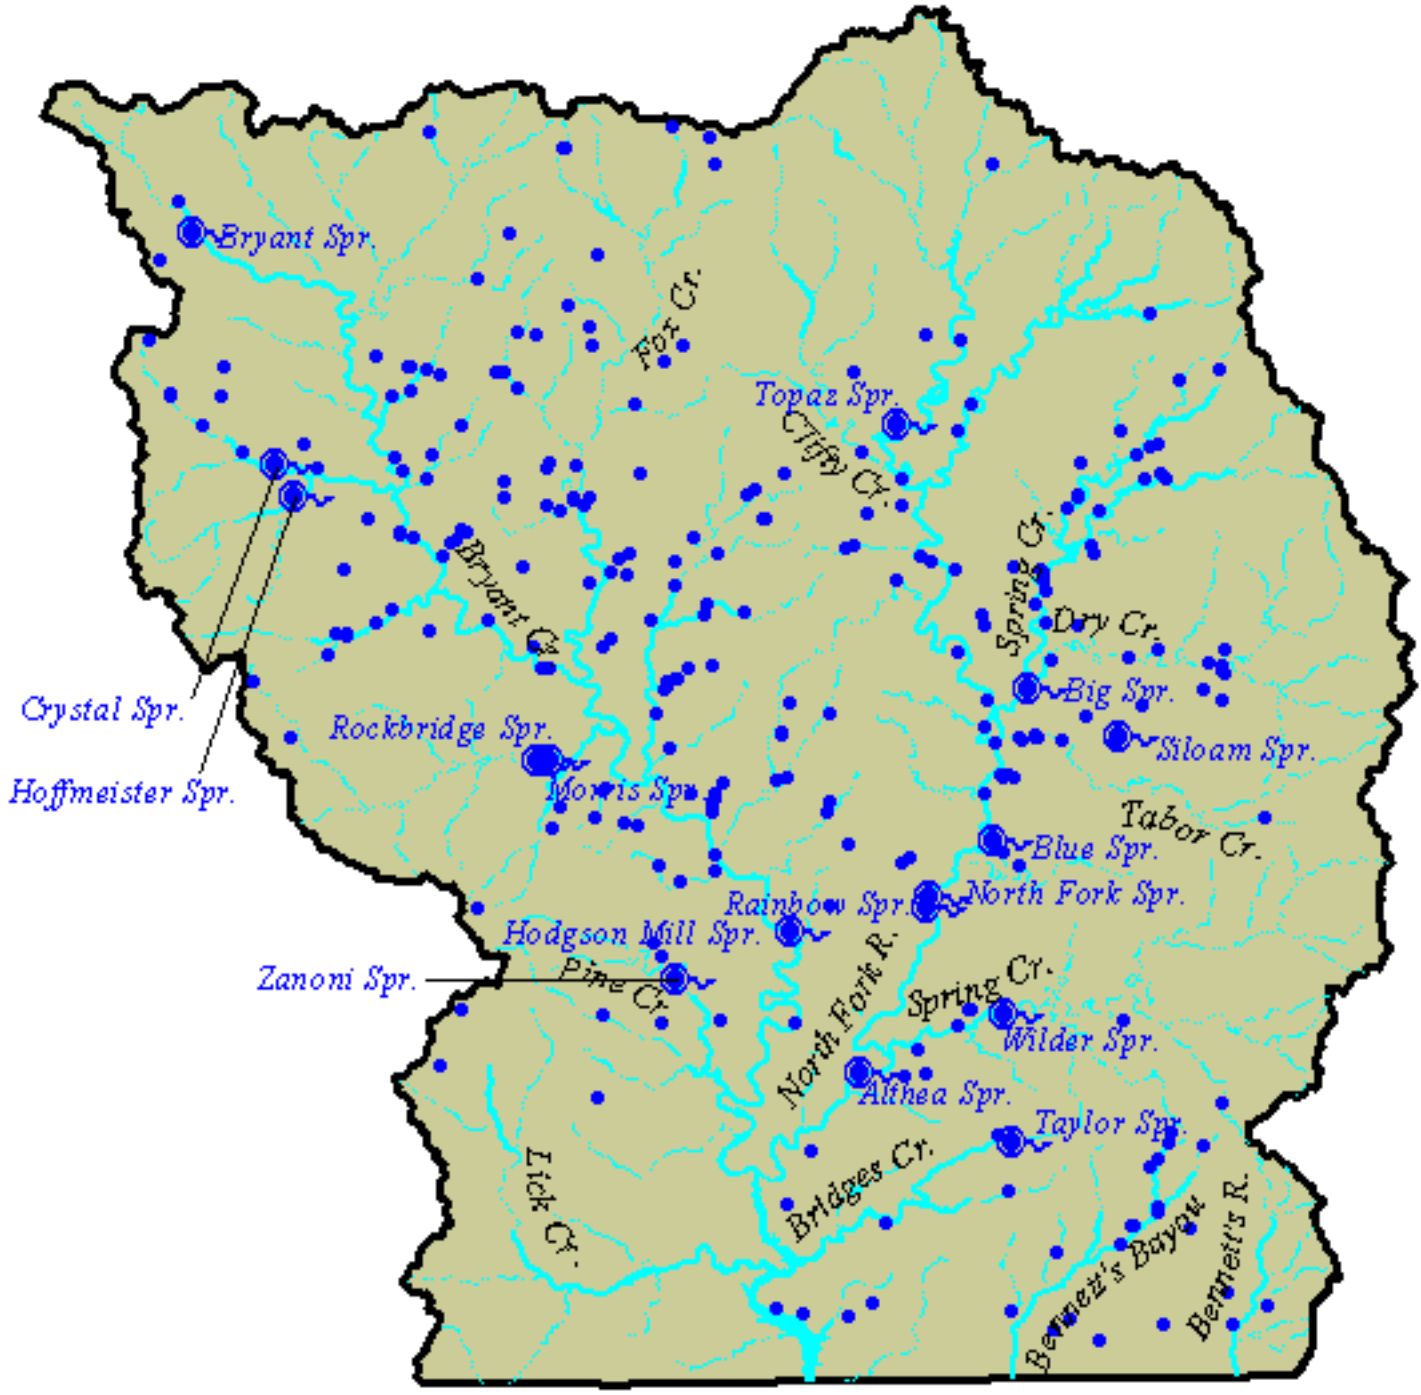 Bryant Spr.
Fox Cr.
Topaz Spr.
Clifty Cr.
Bryant Cr.
Spring Cr.
Dry Cr.
Big Spr.
Crystal Spr.
Rockbridge Spr.
Siloam Spr.
Hoffmeister Spr.
Morris Spr.
Tabor Cr.
Blue Spr.
North Fork Spr.
Rainbow Spr.
Hodgson Mill Spr.
Zanoni Spr.
Pine Cr.
North Fork R.
Spring Cr.
Wilder Spr.
Althea Spr.
Taylor Spr.
Bridges Cr.
Lick Cr.
Bennett's Bayou
Bennett's R.